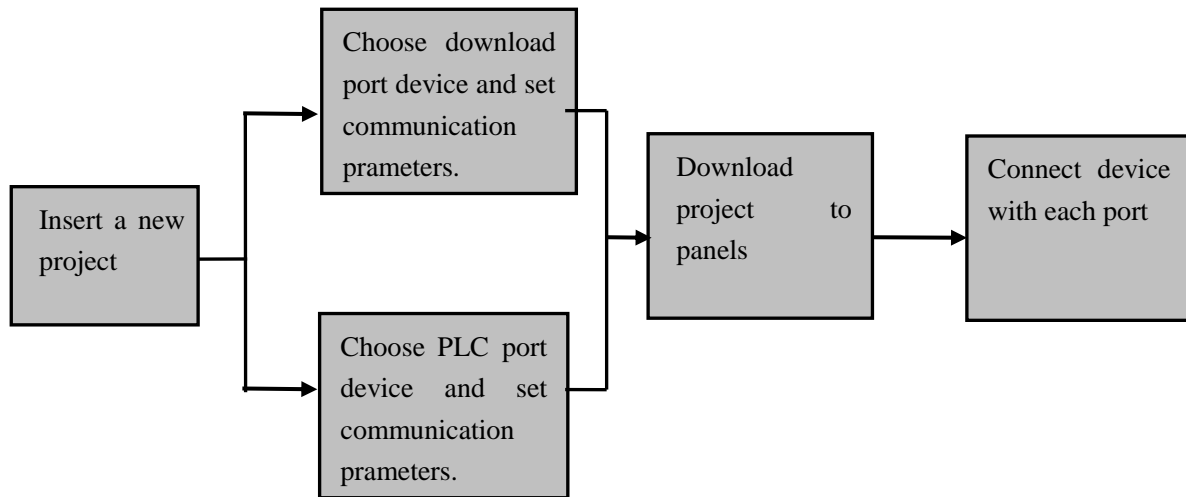 Insert a new
project
Choose download
port device and set
communication
prameters.
Choose PLC port
device and set
communication
prameters.
Download
project to
panels
Connect device
with each port